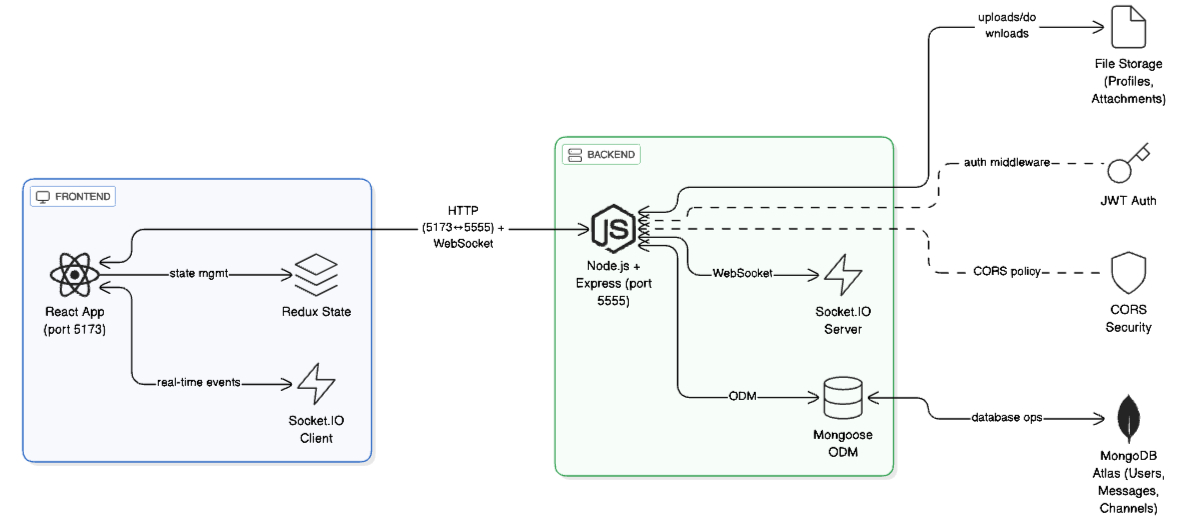 uploads/do
wnloads
File Storage
(Profiles,
Attachments)
BACKEND
auth middleware
JWT Auth
FRONTEND
HTTP
(5173↔5555) +
WebSocket
JS
Node.js +
Express (port
5555)
state mgmt
React App
(port 5173)
Redux State
WebSocket
Socket.IO
Server
CORS policy
CORS
Security
real-time events
Socket.IO
Client
ODM
Mongoose
ODM
database ops
MongoDB
Atlas (Users,
Messages,
Channels)